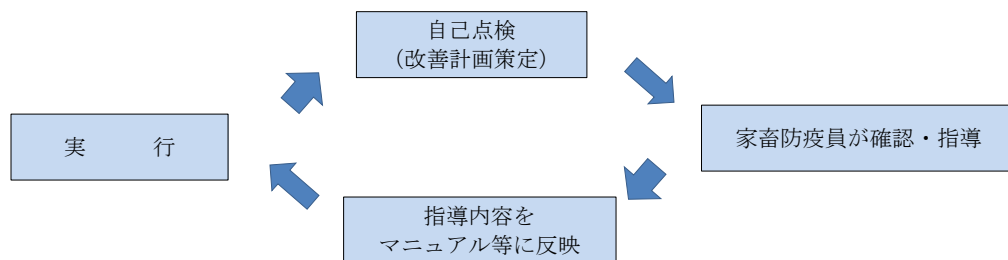 自己点検
（改善計画策定）
家畜防疫員が確認・指導
指導内容を
マニュアル等に反映
実　　　行